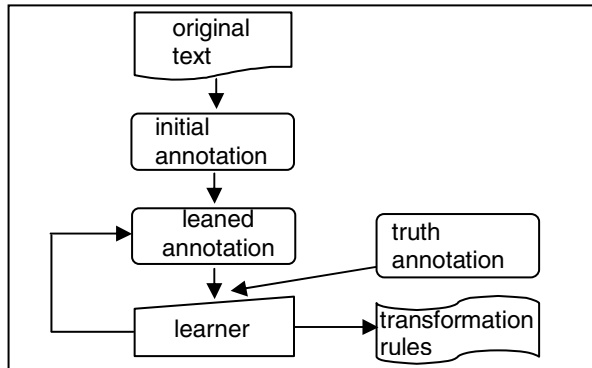 original
text
initial
annotation
leaned
annotation
truth
annotation
learner
transformation
rules